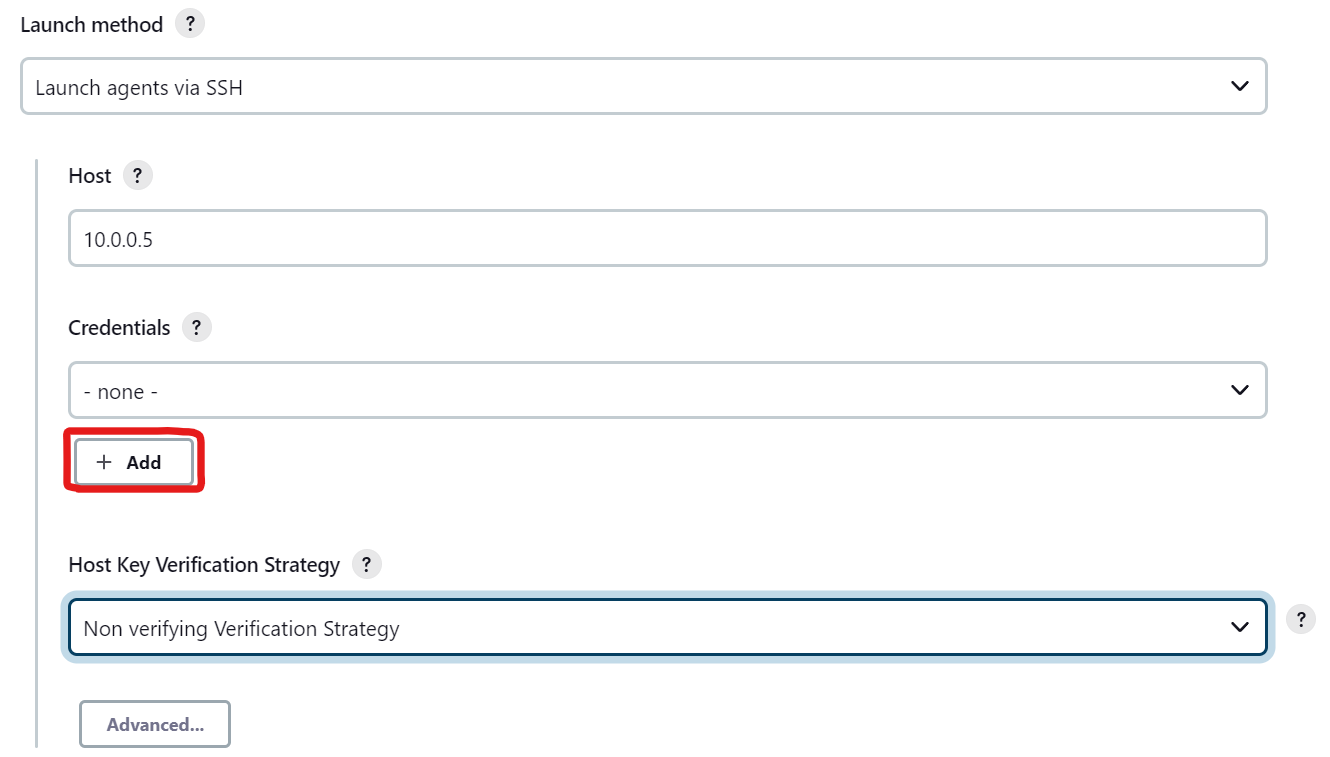 Launch method ?
Launch agents via SSH
Host ?
10.0.0.5
Credentials ?
- none -
+ Add
Host Key Verification Strategy ?
Non verifying Verification Strategy ?
Advanced...